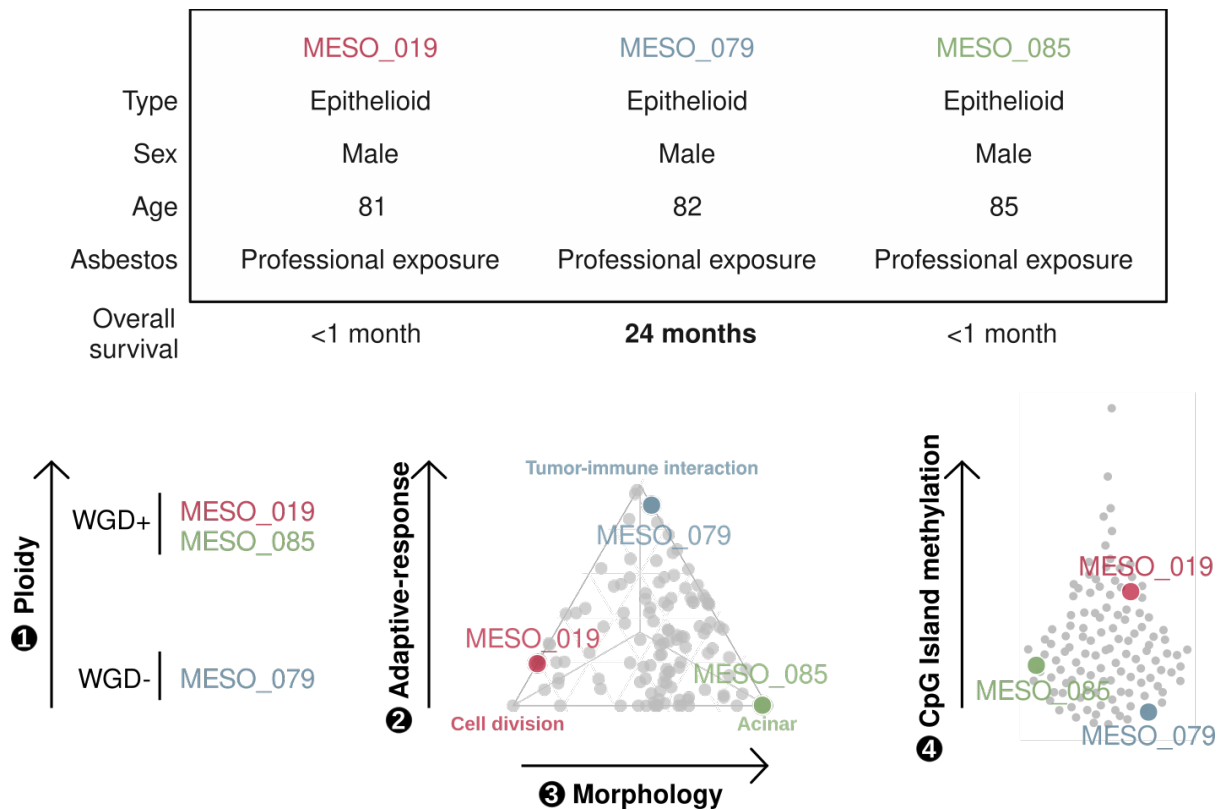 MESO_019 MESO_079 MESO_085
Type Epithelioid Epithelioid Epithelioid
Sex Male Male Male
Age 81 82 85
Asbestos Professional exposure Professional exposure Professional exposure
Overall survival <1 month 24 months <1 month
❶ Ploidy
WGD+ MESO_019
MESO_085
WGD- MESO_079
❷ Adaptive-response
Tumor-immune interaction
MESO_079
MESO_019
MESO_085
Cell division Acinar
❸ Morphology
❹ CpG Island methylation
MESO_019
MESO_085
MESO_079